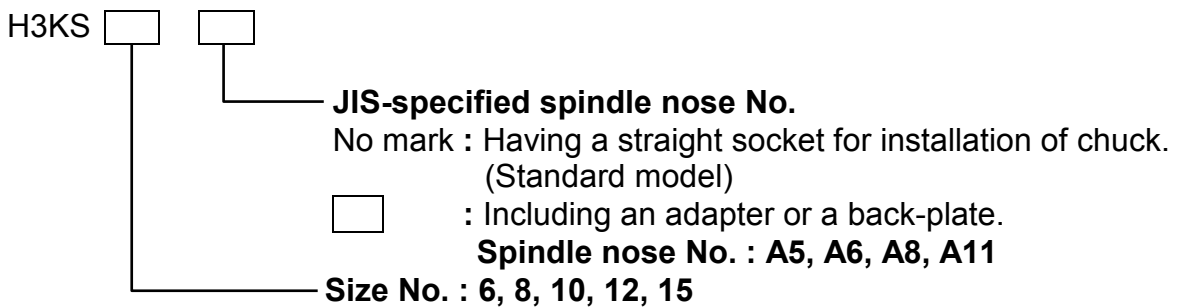 H3KS
JIS-specified spindle nose No.
No mark : Having a straight socket for installation of chuck.
(Standard model)
: Including an adapter or a back-plate.
Spindle nose No. : A5, A6, A8, A11
Size No. : 6, 8, 10, 12, 15